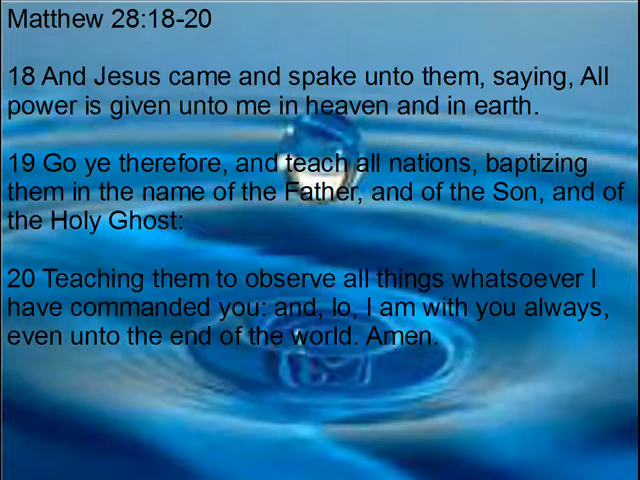 Matthew 28:18-20
18 And Jesus came and spake unto them, saying, All
power is given unto me in heaven and in earth.
19 Go ye therefore, and teach all nations, baptizing
them in the name of the Father, and of the Son, and of
the Holy Ghost:
20 Teaching them to observe all things whatsoever I
have commanded you: and, lo, I am with you always,
even unto the end of the world. Amen.